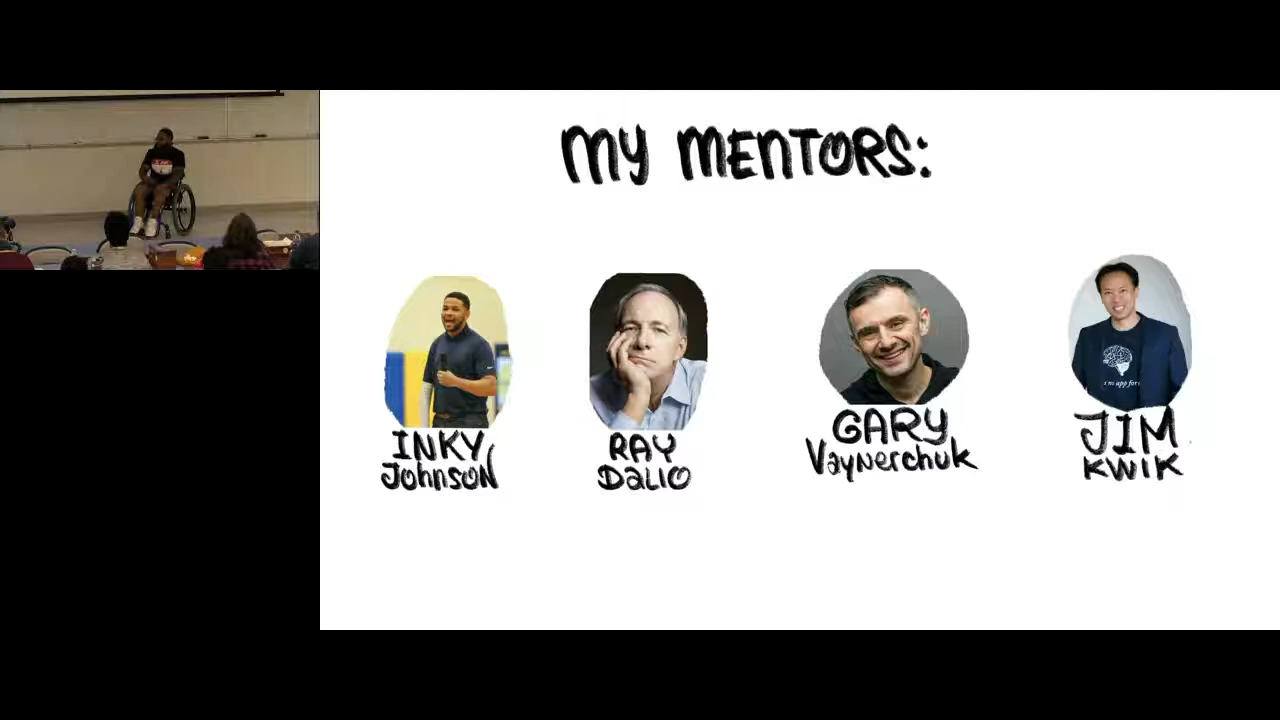 MY MENTORS:
INKY
Johnson
RAY
Dalio
GARY
Vaynerchuk
JIM
KWIK